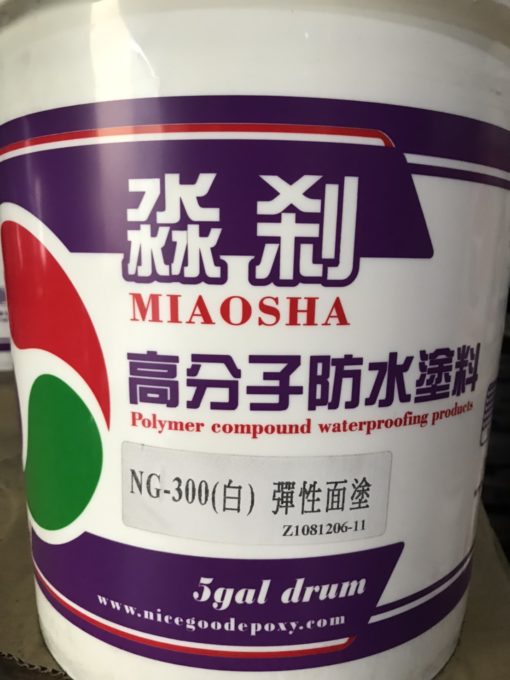 淼剎
MIAOSHA
高分子防水塗料
Polymer compound waterproofing products
NG-300(白) 彈性面塗
Z1081206-11
5gal drum
www.nicegoodepoxy.com